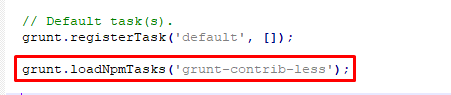 // Default task(s).
grunt.registerTask('default', []);
grunt.loadNpmTasks('grunt-contrib-less');